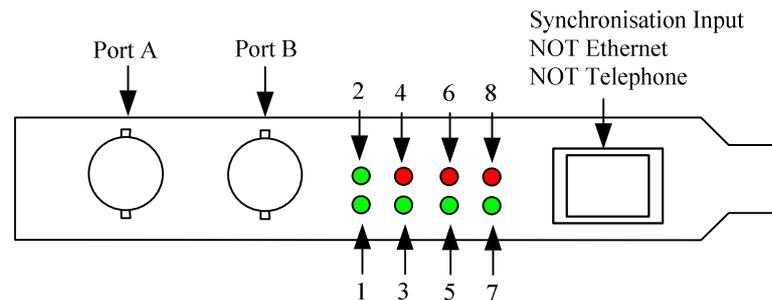 Synchronisation Input
NOT Ethernet
NOT Telephone
Port A
Port B
2
4
6
8
1
3
5
7